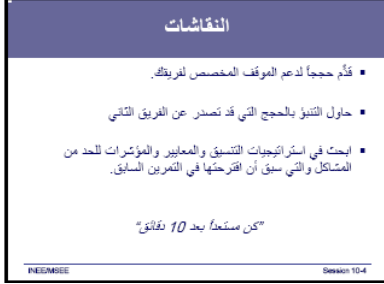 النقاشات
قدِّم حججاً لدعم الموقف المخصص لفريقك.
حاول التنبؤ بالحجج التي قد تصدر عن الفريق الثاني
ابحث في استراتيجيات التنسيق والمعايير والمؤشرات للحد من
المشاكل والتي سبق أن اقترحتها في التمرين السابق.
"كن مستعداً بعد 10 دقائق"
INEE/MSEE
Session 10-4